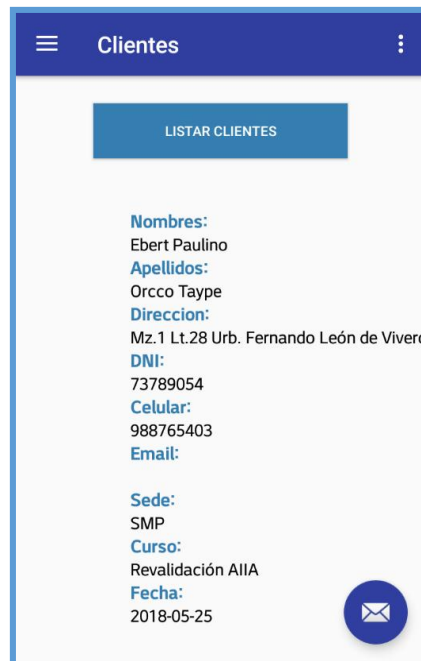 Clientes
LISTAR CLIENTES
Nombres:
Ebert Paulino
Apellidos:
Orcco Taype
Direccion:
Mz.1 Lt.28 Urb. Fernando León de Vivero
DNI:
73789054
Celular:
988765403
Email:
Sede:
SMP
Curso:
Revalidación AIIA
Fecha:
2018-05-25